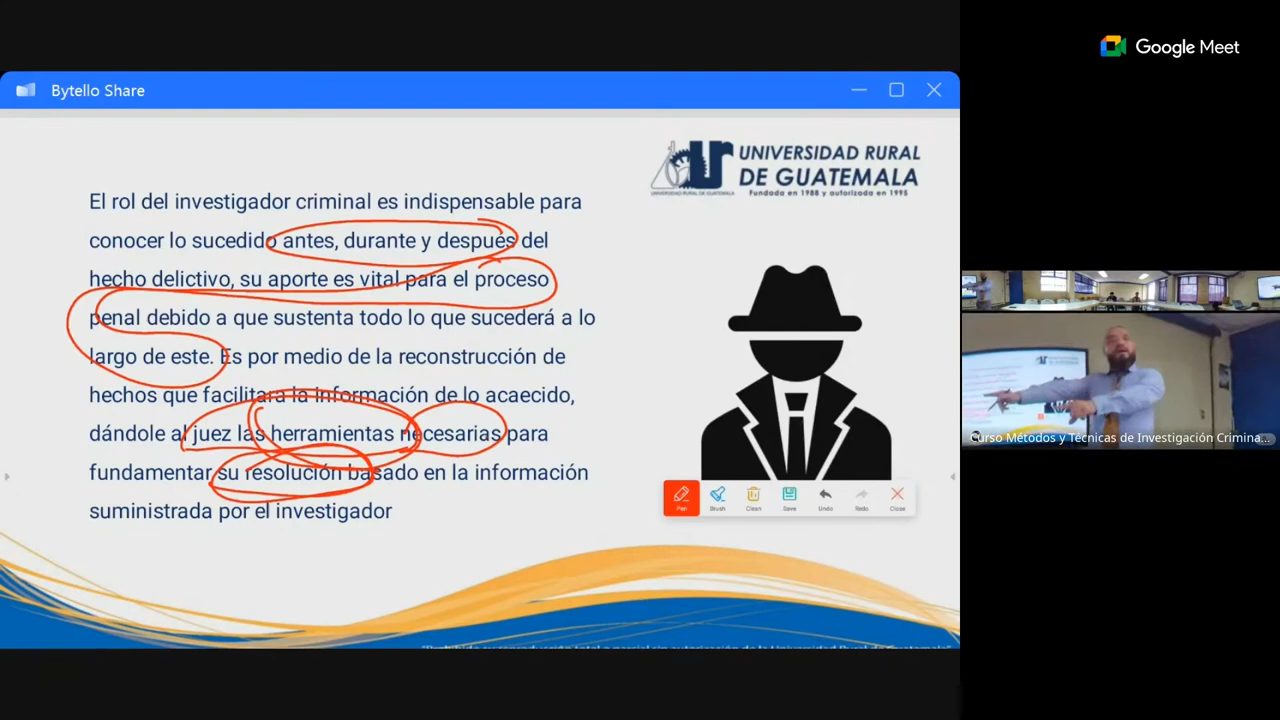 Google Meet
Bytello Share
UNIVERSIDAD RURAL
DE GUATEMALA
Fundada en 1988 y autorizada en 1995
UNIVERSIDAD RURAL DE GUATEMALA
El rol del investigador criminal es indispensable para
conocer lo sucedido antes, durante y después del
hecho delictivo, su aporte es vital para el proceso
penal debido a que sustenta todo lo que sucederá a lo
largo de este. Es por medio de la reconstrucción de
hechos que facilitara la información de lo acaecido,
dándole al juez las herramientas necesarias para
fundamentar su resolución basado en la información
suministrada por el investigador
Pen Brush Clean Save Undo Redo Close
Curso Métodos y Técnicas de Investigación Crimina...